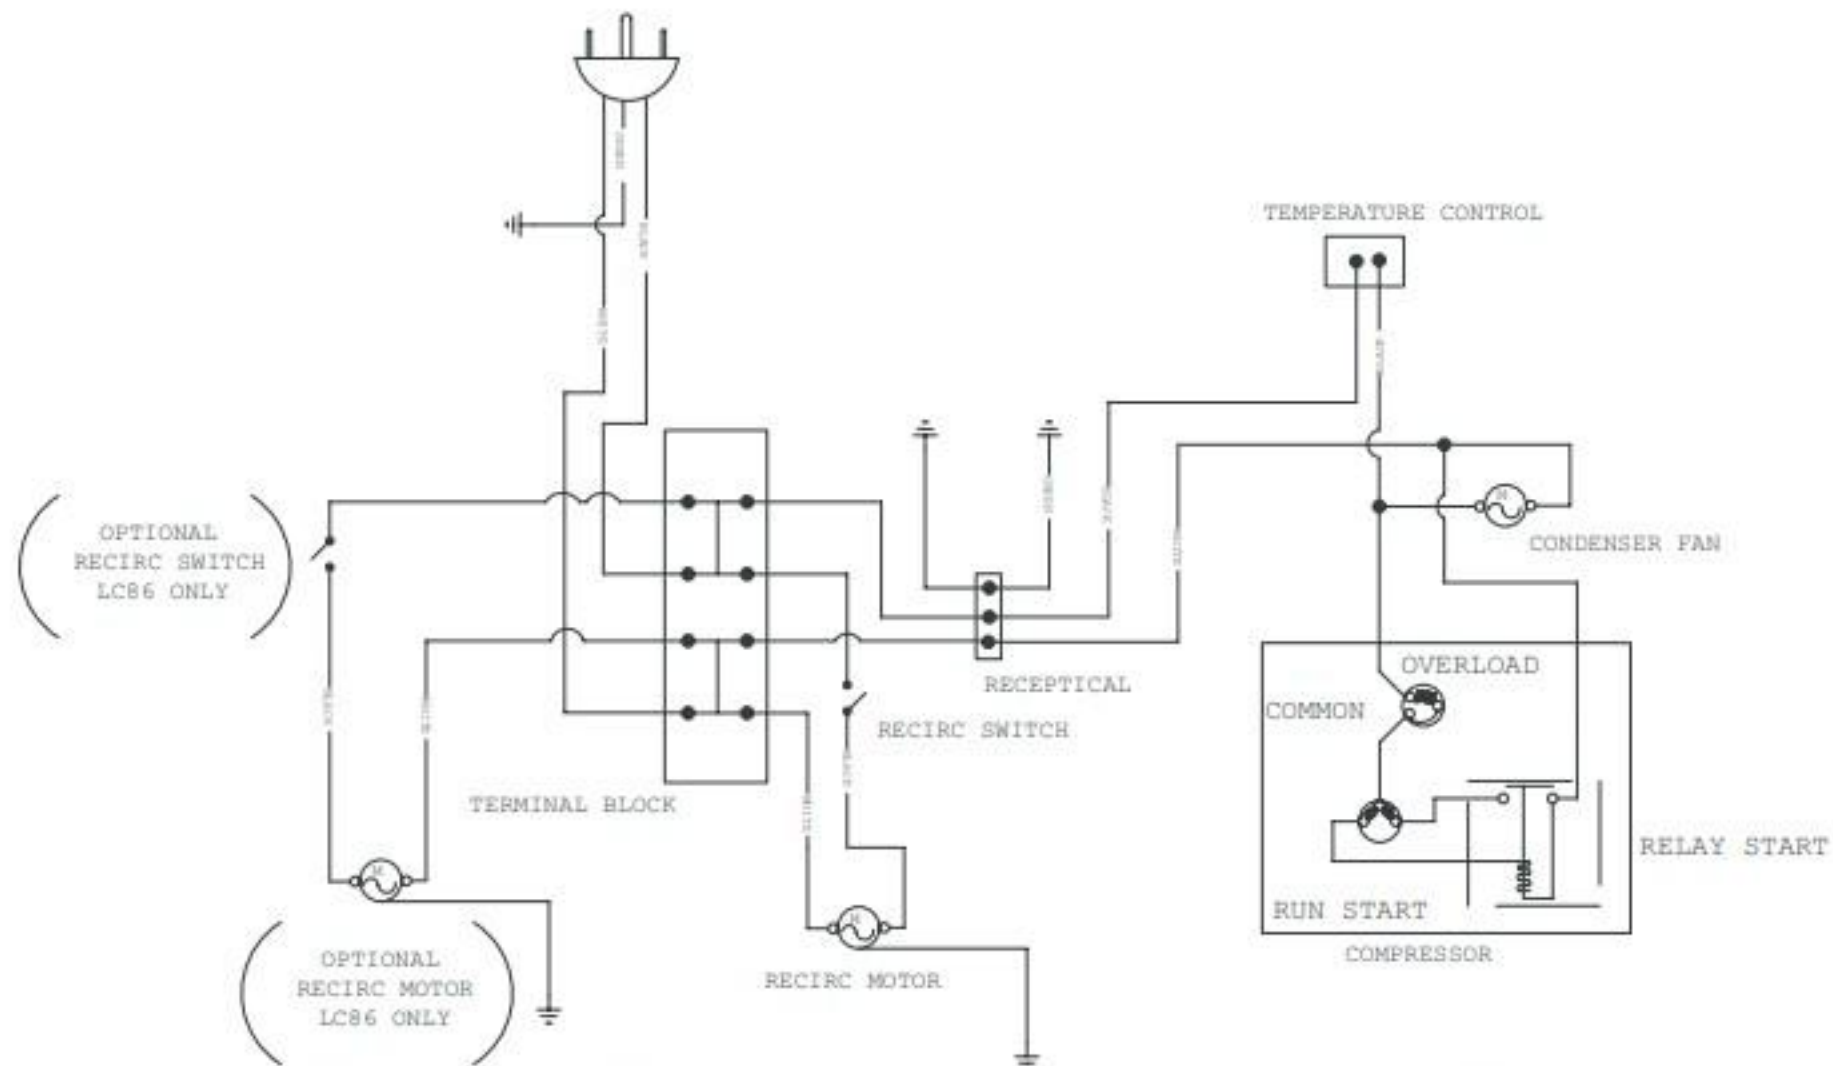 TEMPERATURE CONTROL
OPTIONAL
RECIRC SWITCH
LC86 ONLY
CONDENSER FAN
RECEPTICAL
RECIRC SWITCH
OVERLOAD
COMMON
TERMINAL BLOCK
RELAY START
RUN START
COMPRESSOR
OPTIONAL
RECIRC MOTOR
LC86 ONLY
RECIRC MOTOR